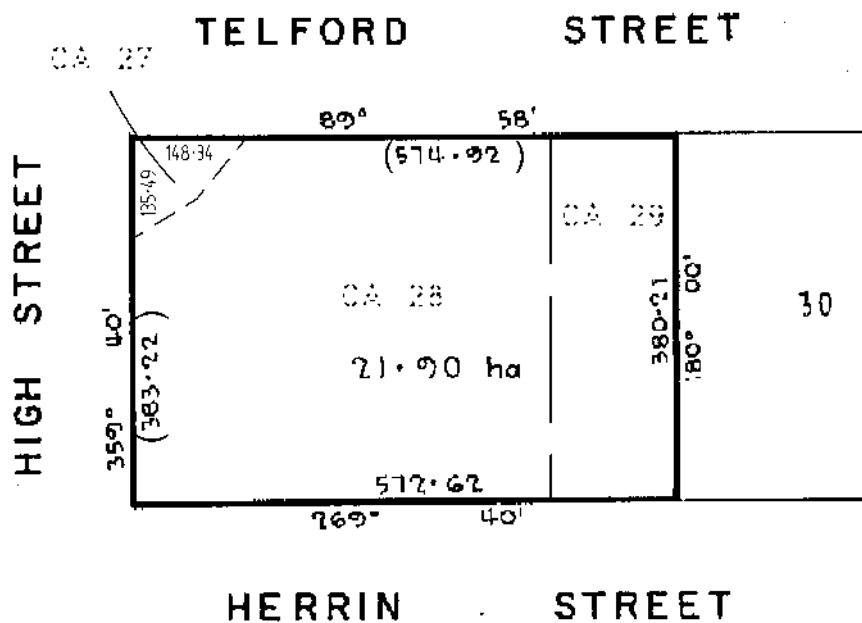 TELFORD STREET
CA 27
89° 58'
148·34
(574·92)
135·49
HIGH STREET
CA 29
CA 28
359° 40'
(383·22)
380·21
180° 00'
30
21·90 ha
572·62
269° 40'
HERRIN STREET